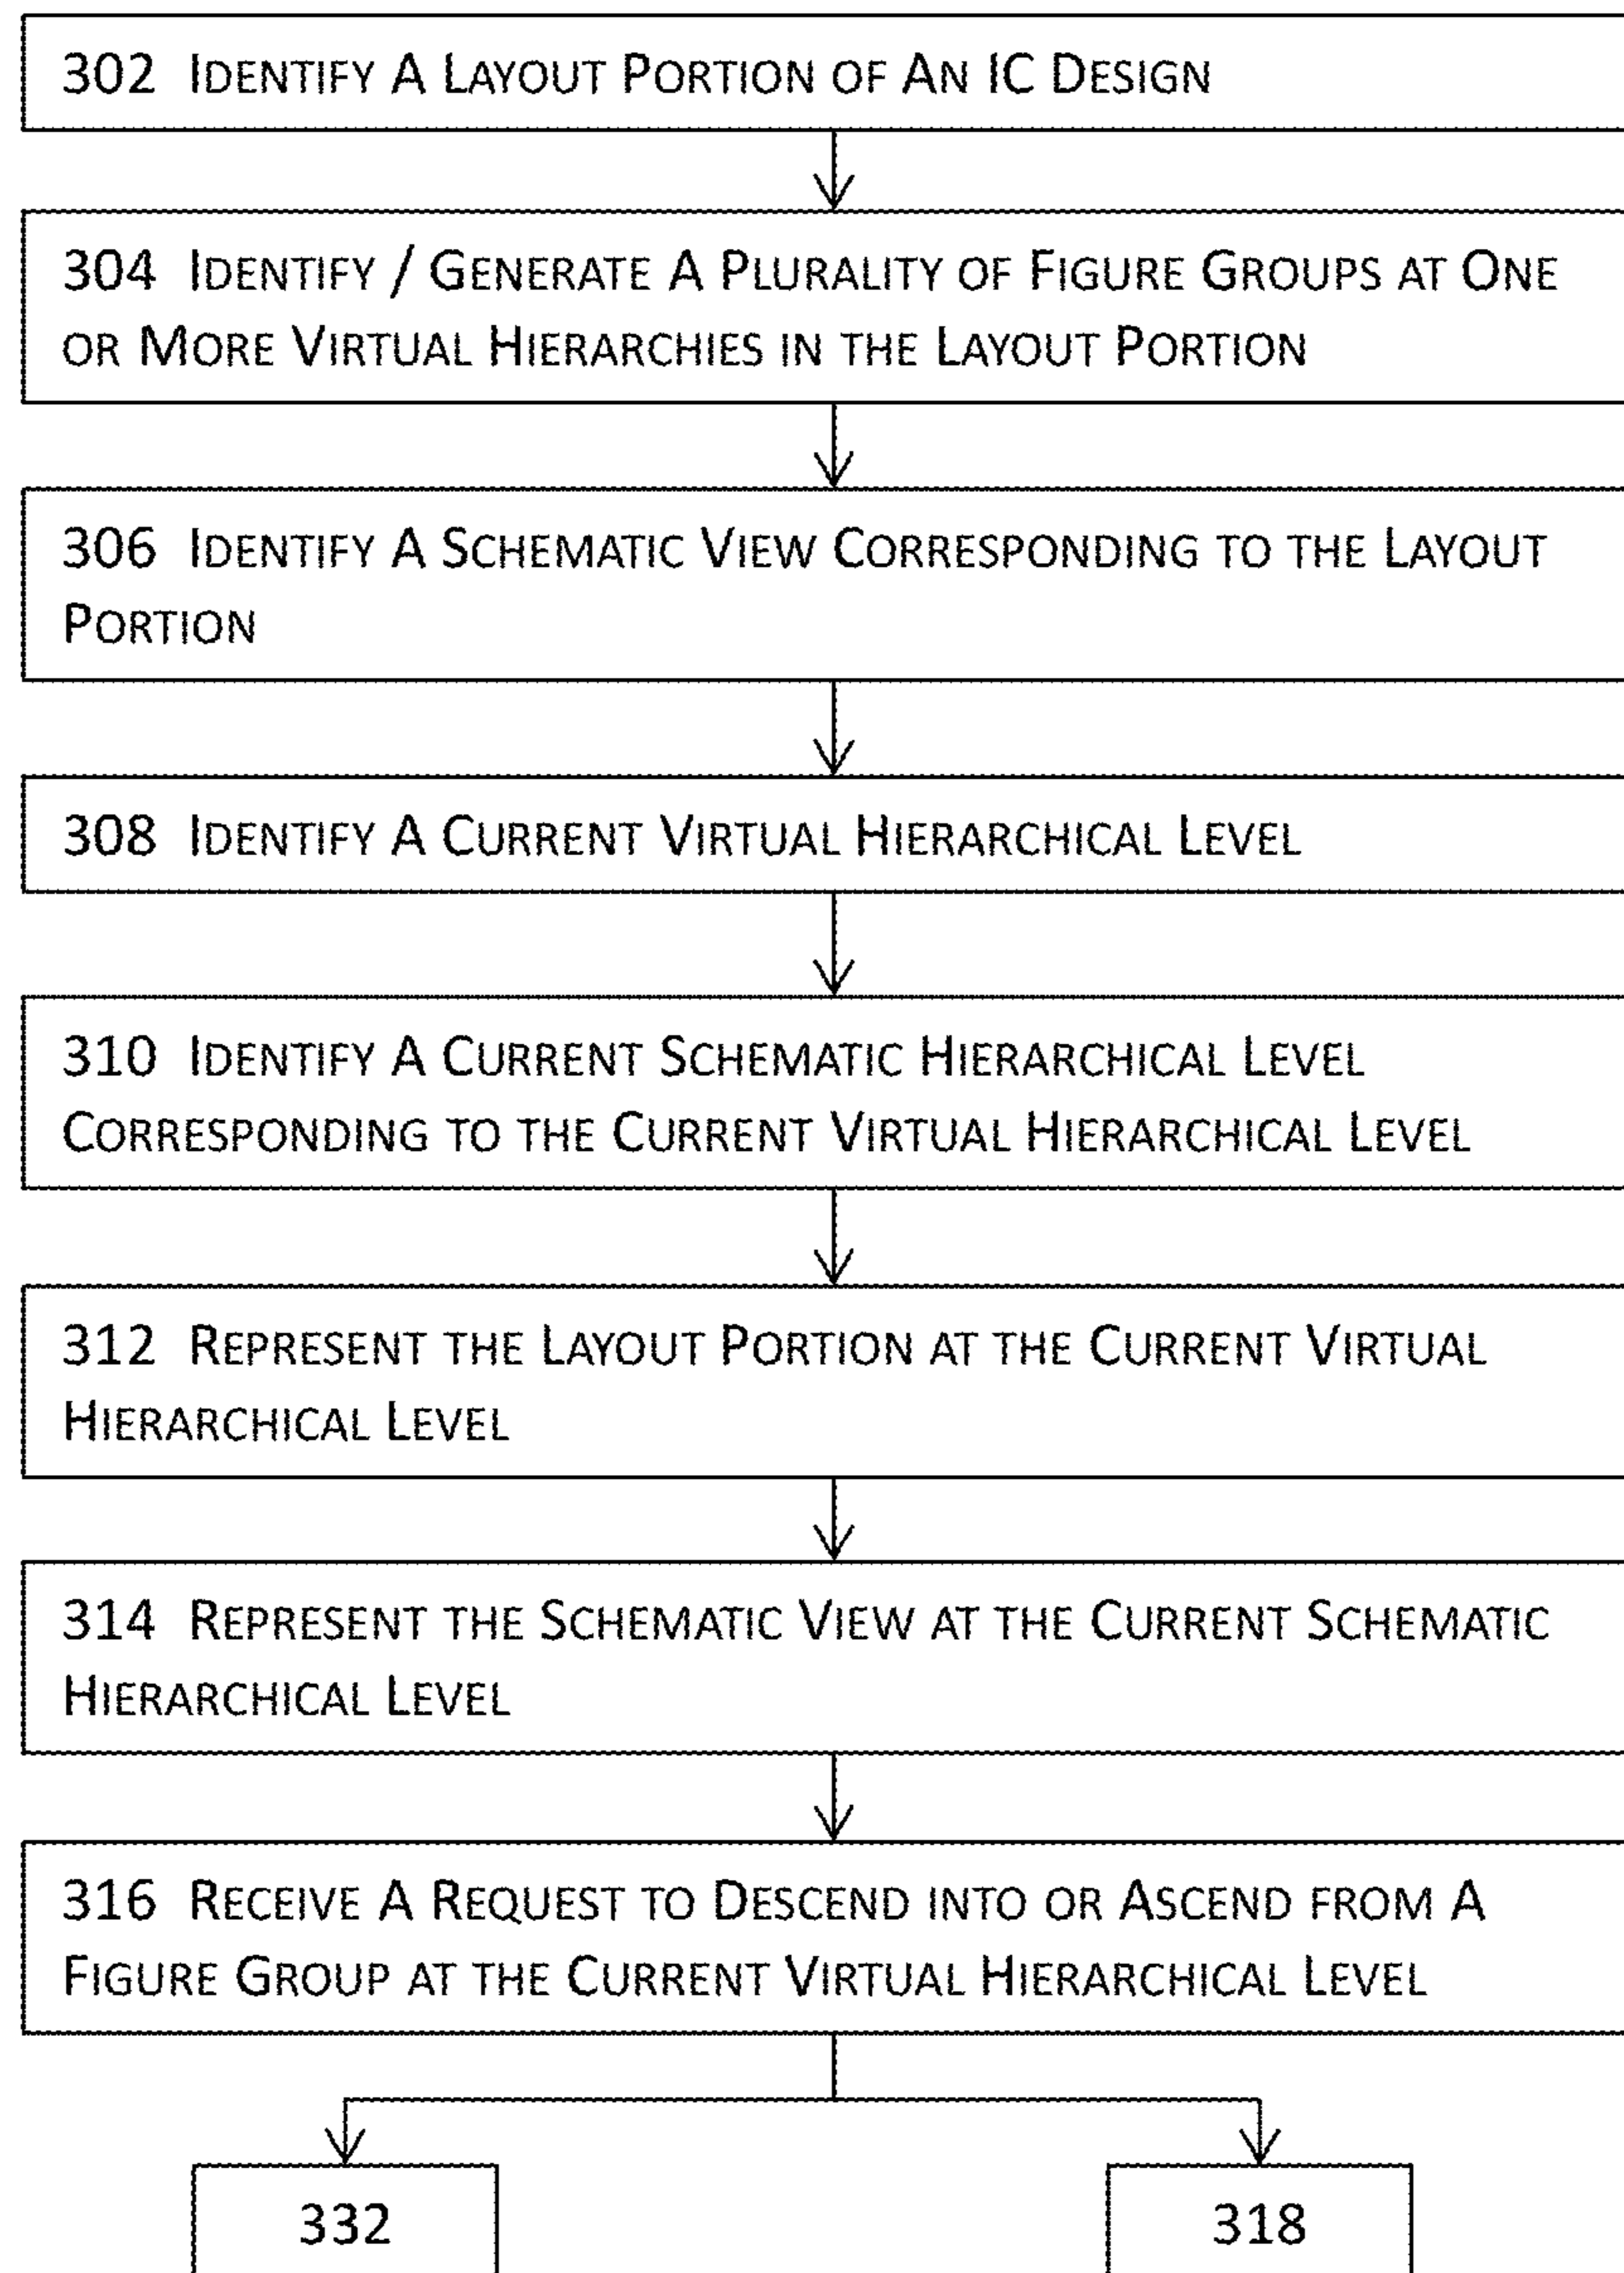 302 Identify A Layout Portion of An IC Design
304 Identify / Generate A Plurality of Figure Groups at One
or More Virtual Hierarchies in the Layout Portion
306 Identify A Schematic View Corresponding to the Layout
Portion
308 Identify A Current Virtual Hierarchical Level
310 Identify A Current Schematic Hierarchical Level
Corresponding to the Current Virtual Hierarchical Level
312 Represent the Layout Portion at the Current Virtual
Hierarchical Level
314 Represent the Schematic View at the Current Schematic
Hierarchical Level
316 Receive A Request to Descend into or Ascend from A
Figure Group at the Current Virtual Hierarchical Level
332
318